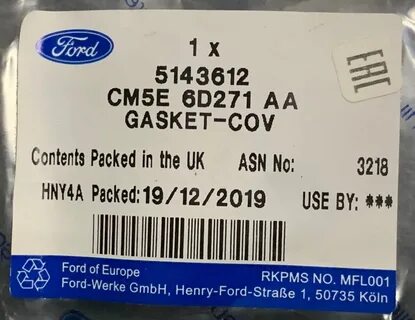 Ford
1 x
5143612
CM5E 6D271 AA
GASKET-COV
EAC
Contents Packed in the UK ASN No: 3218
HNY4A Packed: 19/12/2019 USE BY: ***
Ford of Europe RKPMS NO. MFL001
Ford-Werke GmbH, Henry-Ford-Straße 1, 50735 Köln